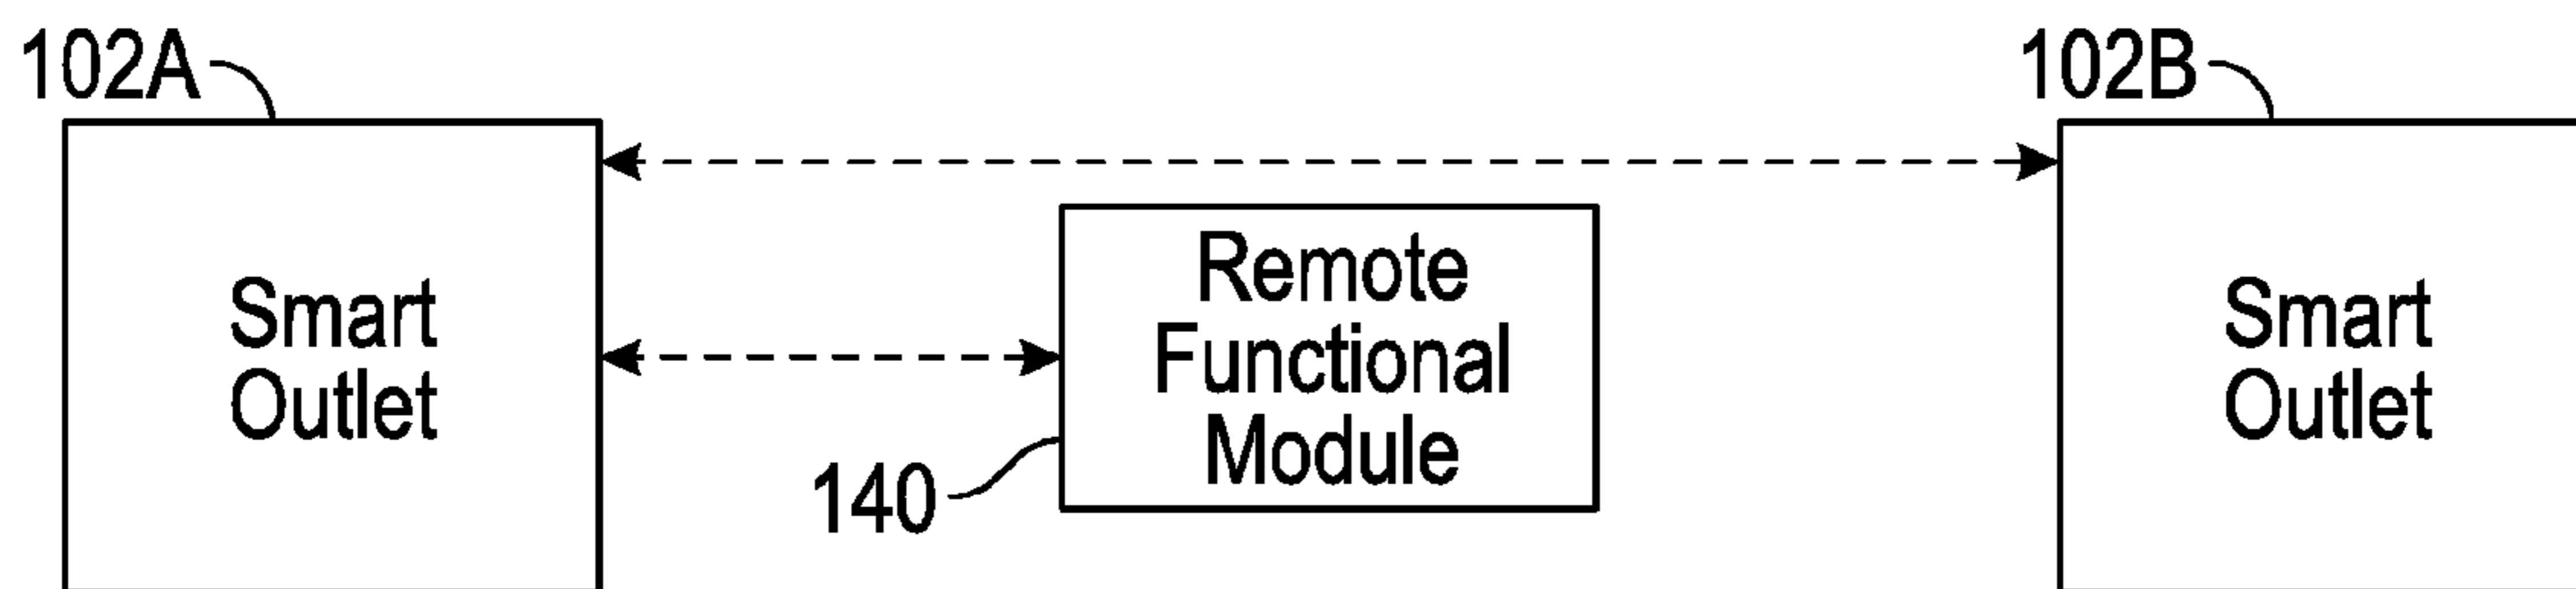 102A
102B
Smart
Outlet
Remote
Functional
Module
140
Smart
Outlet